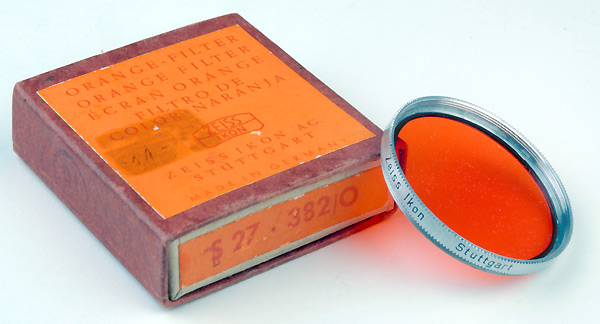 ORANGE-FILTER
ORANGE FILTER
ÉCRAN ORANGE
FILTRO DE
COLOR NARANJA
ZEISS
IKON
ZEISS IKON AG.
STUTTGART
MADE IN GERMANY
27.382/0
Zeiss Ikon Stuttgart